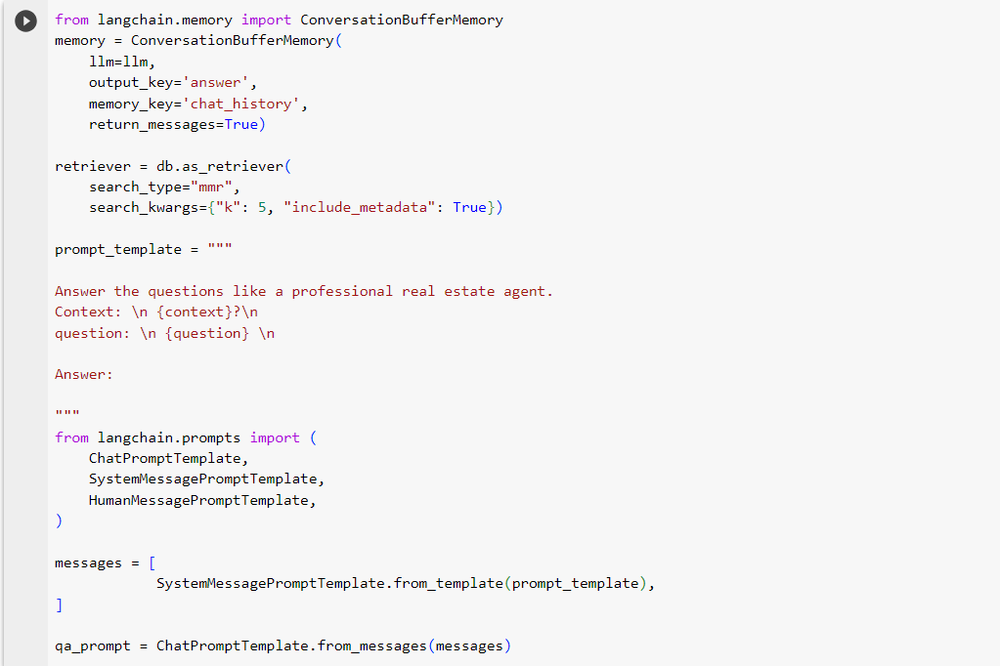 from langchain.memory import ConversationBufferMemory
memory = ConversationBufferMemory(
    llm=llm,
    output_key='answer',
    memory_key='chat_history',
    return_messages=True)

retriever = db.as_retriever(
    search_type="mmr",
    search_kwargs={"k": 5, "include_metadata": True})

prompt_template = """

Answer the questions like a professional real estate agent.
Context: \n {context}?\n
question: \n {question} \n

Answer:

"""
from langchain.prompts import (
    ChatPromptTemplate,
    SystemMessagePromptTemplate,
    HumanMessagePromptTemplate,
)

messages = [
            SystemMessagePromptTemplate.from_template(prompt_template),
]

qa_prompt = ChatPromptTemplate.from_messages(messages)